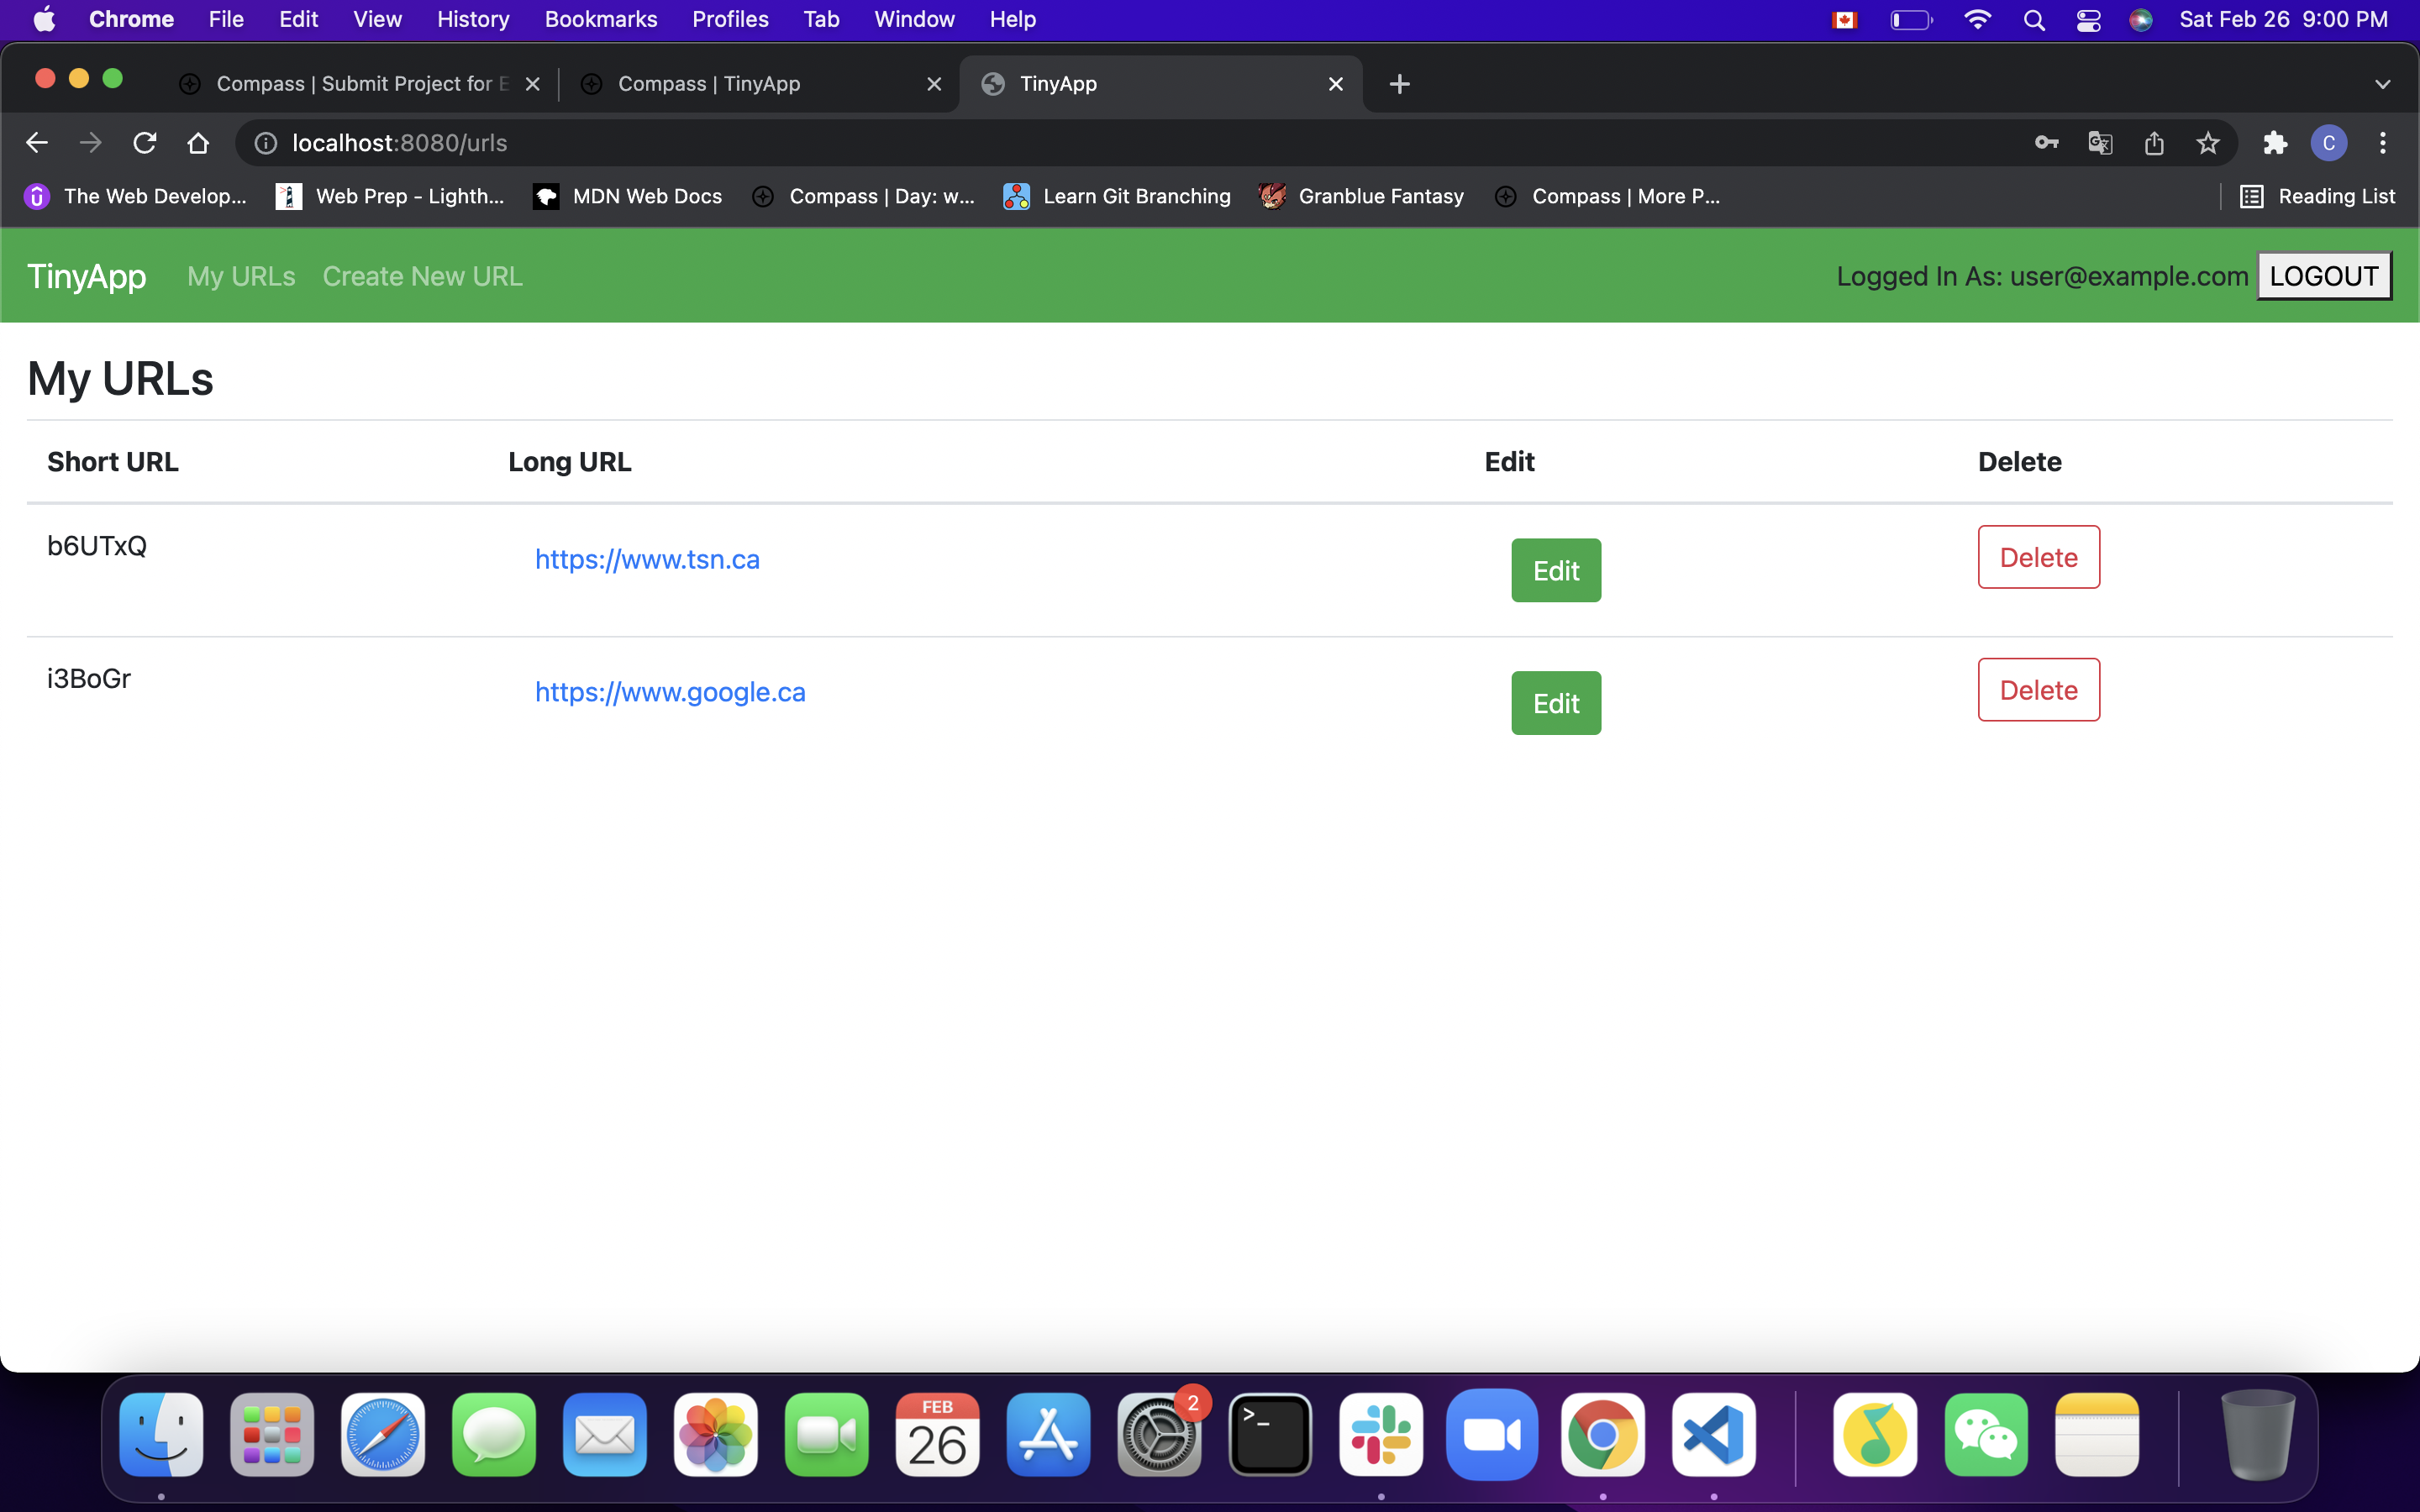 Chrome File Edit View History Bookmarks Profiles Tab Window Help Sat Feb 26 9:00 PM
Compass | Submit Project for E Compass | TinyApp TinyApp
localhost:8080/urls C
The Web Develop... Web Prep - Lighth... MDN Web Docs Compass | Day: w... Learn Git Branching Granblue Fantasy Compass | More P... Reading List
TinyApp My URLs Create New URL Logged In As: user@example.com LOGOUT
My URLs
Short URL Long URL Edit Delete
b6UTxQ https://www.tsn.ca Edit Delete
i3BoGr https://www.google.ca Edit Delete
FEB 2
26 >_